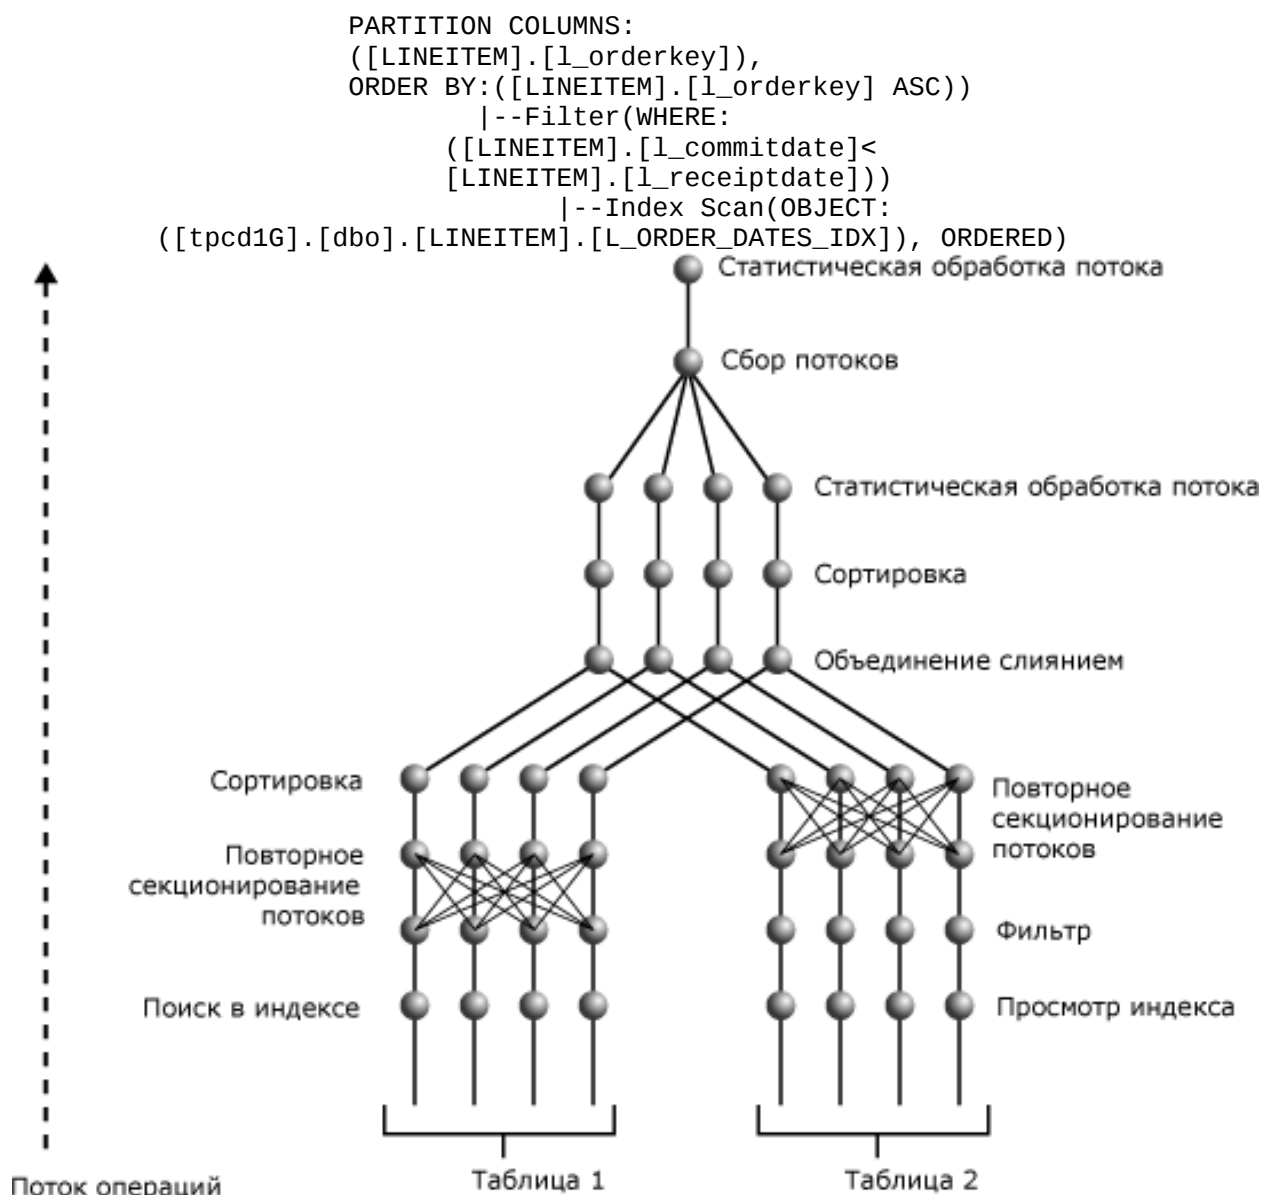 PARTITION COLUMNS:
([LINEITEM].[l_orderkey]),
ORDER BY:([LINEITEM].[l_orderkey] ASC))
|--Filter(WHERE:
([LINEITEM].[l_commitdate]<
[LINEITEM].[l_receiptdate]))
|--Index Scan(OBJECT:
([tpcd1G].[dbo].[LINEITEM].[L_ORDER_DATES_IDX]), ORDERED)
Статистическая обработка потока
Сбор потоков
Статистическая обработка потока
Сортировка
Объединение слиянием
Сортировка
Повторное
секционирование
потоков
Повторное
секционирование
потоков
Фильтр
Поиск в индексе
Просмотр индекса
Таблица 1
Таблица 2
Поток операций